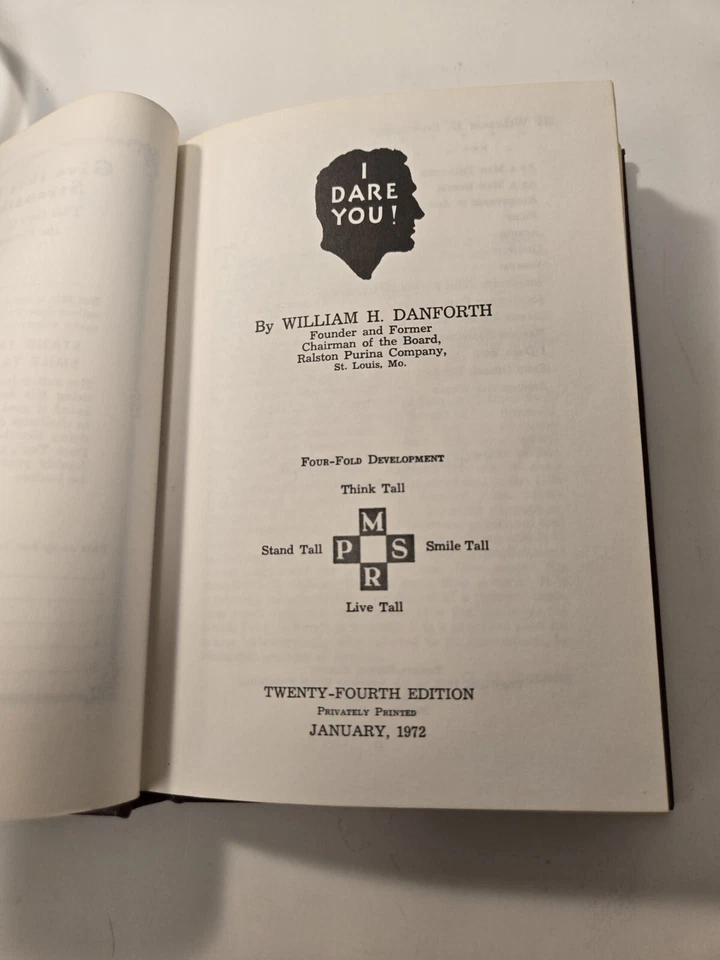 I
DARE
YOU!
By WILLIAM H. DANFORTH
Founder and Former
Chairman of the Board,
Ralston Purina Company,
St. Louis, Mo.
Four-Fold Development
Think Tall
M
Stand Tall P S Smile Tall
R
Live Tall
TWENTY-FOURTH EDITION
Privately Printed
JANUARY, 1972